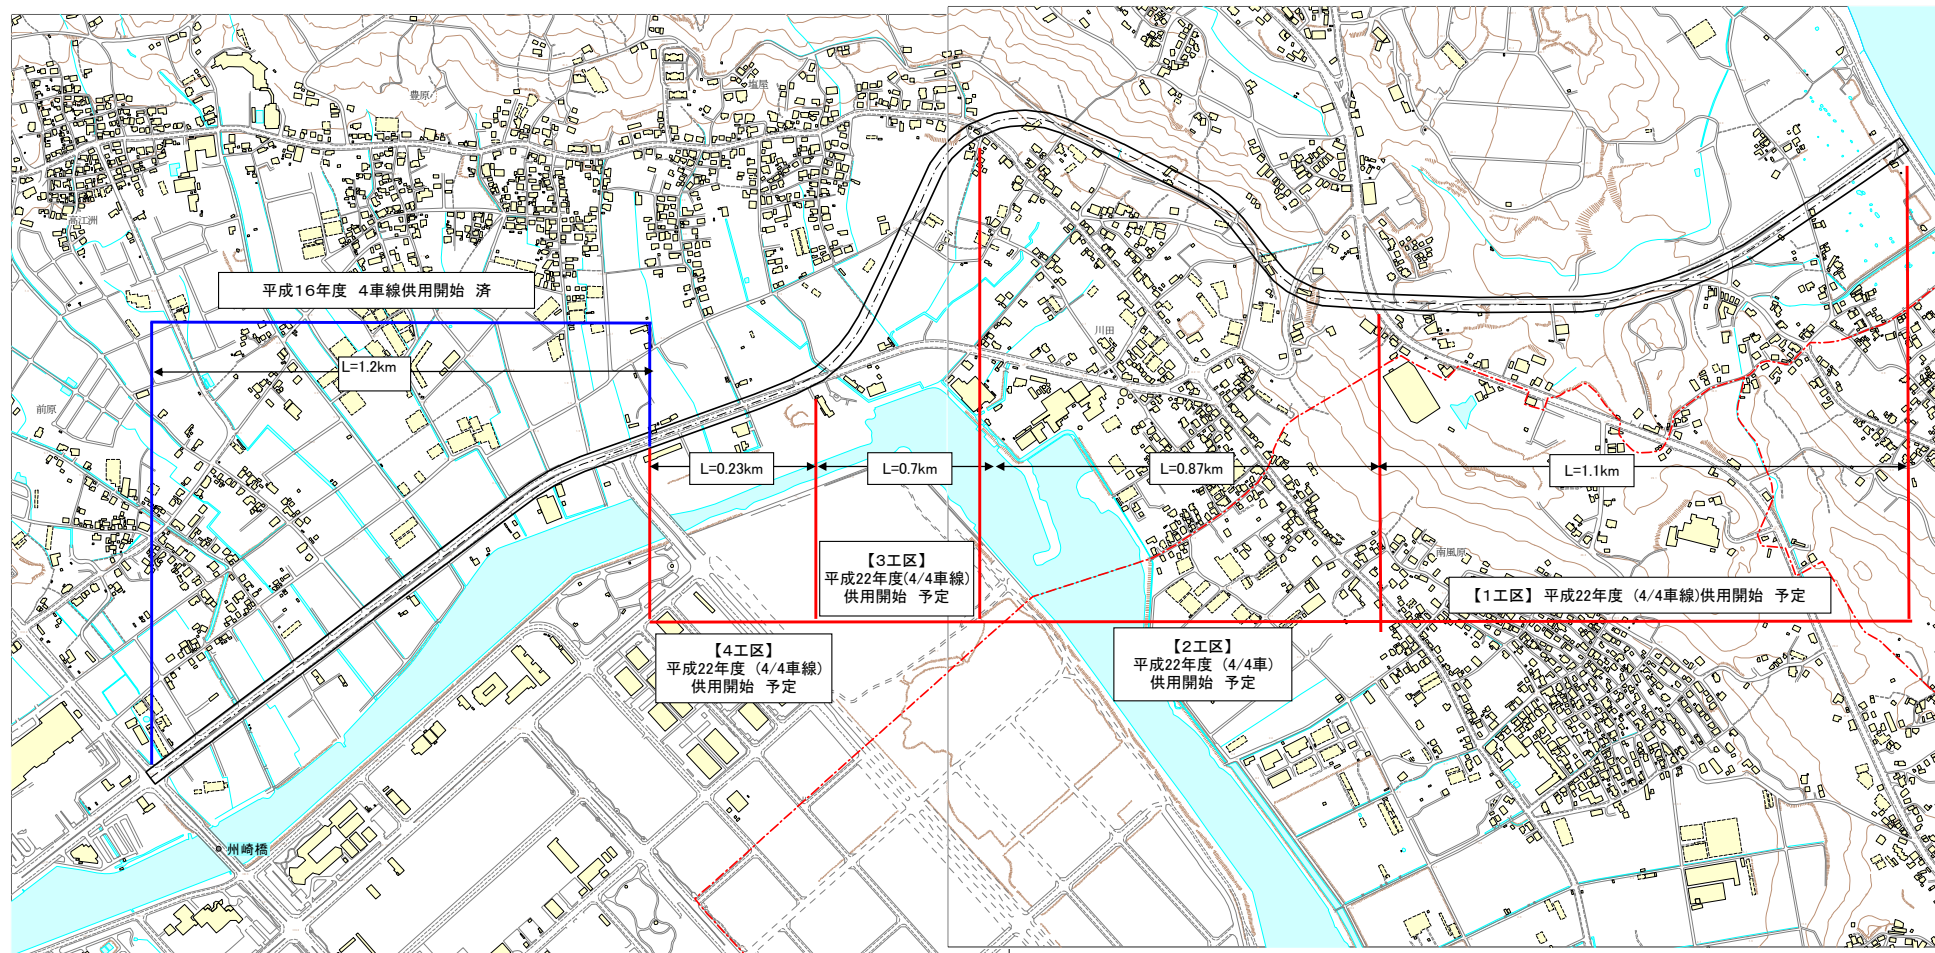 豊原
塩屋
高江洲
平成16年度 4車線供用開始 済
川田
L=1.2km
前原
L=0.23km
L=0.7km
L=0.87km
L=1.1km
南風原
【3工区】
平成22年度(4/4車線)
供用開始 予定
【1工区】 平成22年度 (4/4車線)供用開始 予定
【4工区】
平成22年度 (4/4車線)
供用開始 予定
【2工区】
平成22年度 (4/4車)
供用開始 予定
州崎橋